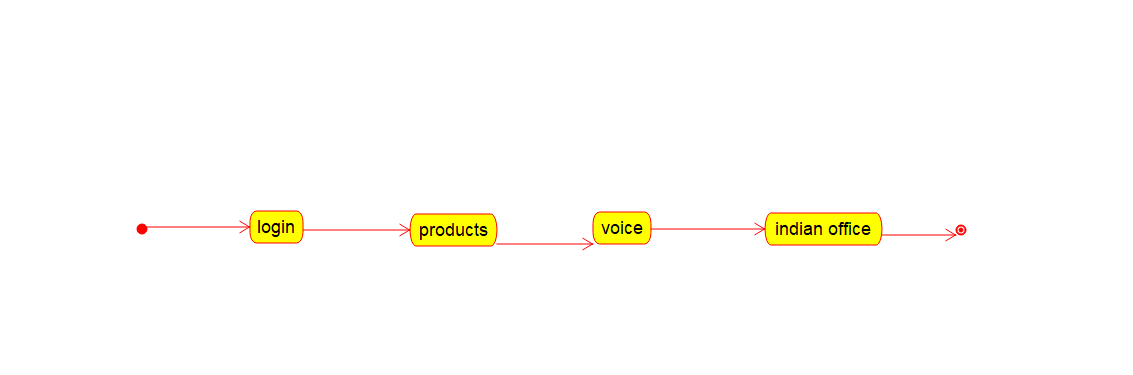 login
products
voice
indian office